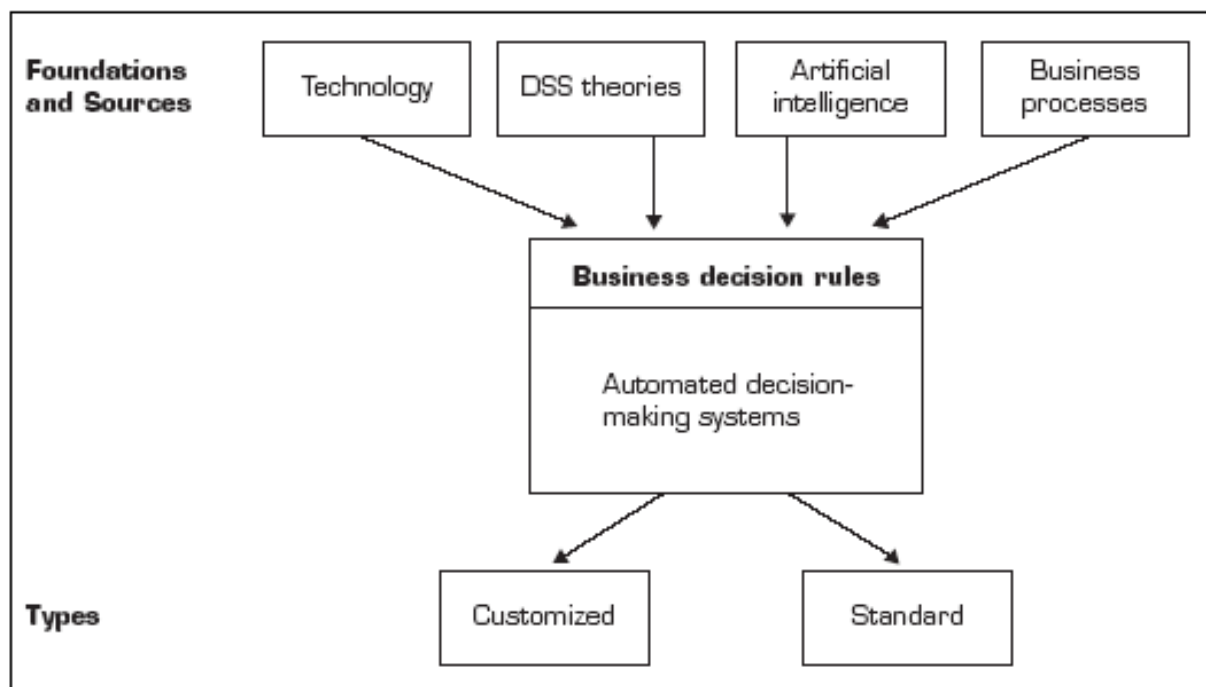 Foundations
and Sources
Technology
DSS theories
Artificial
intelligence
Business
processes
Business decision rules
Automated decision-
making systems
Types
Customized
Standard